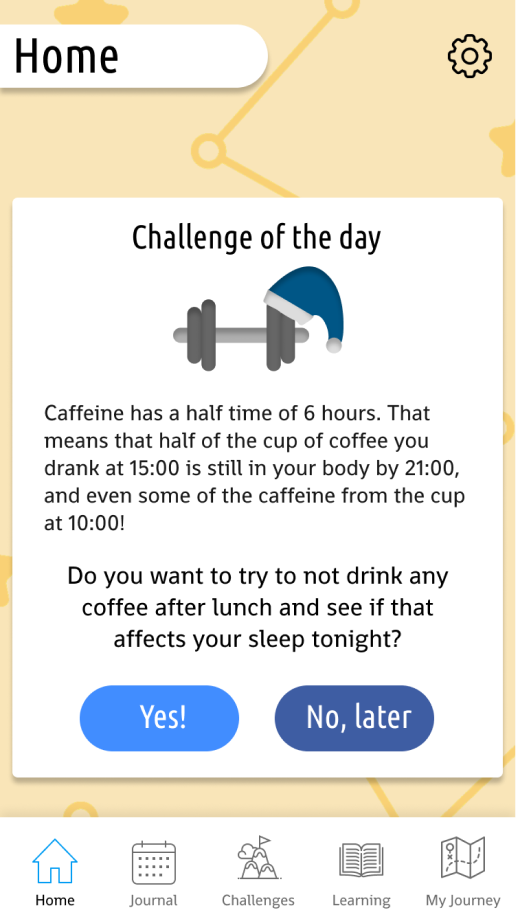 Home
Challenge of the day
Caffeine has a half time of 6 hours. That
means that half of the cup of coffee you
drank at 15:00 is still in your body by 21:00,
and even some of the caffeine from the cup
at 10:00!
Do you want to try to not drink any
coffee after lunch and see if that
affects your sleep tonight?
Yes!
No, later
Home
Journal
Challenges
Learning
My Journey